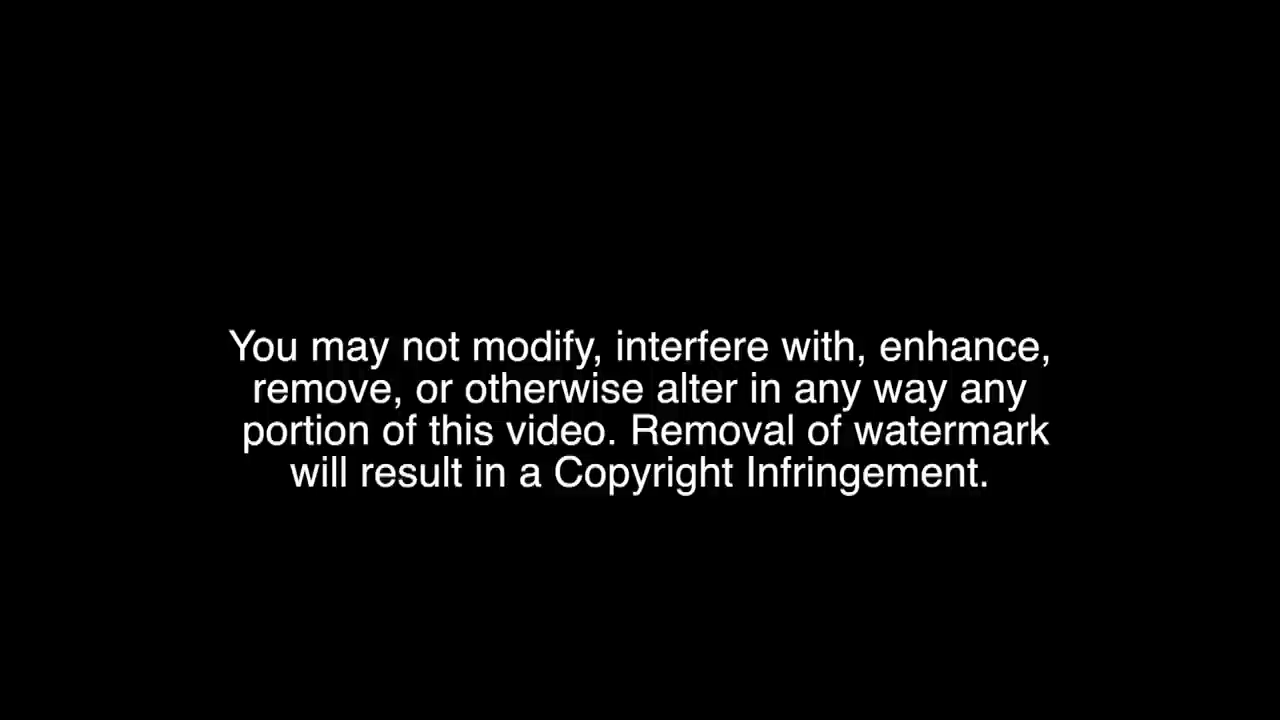 You may not modify, interfere with, enhance,
remove, or otherwise alter in any way any
portion of this video. Removal of watermark
will result in a Copyright Infringement.